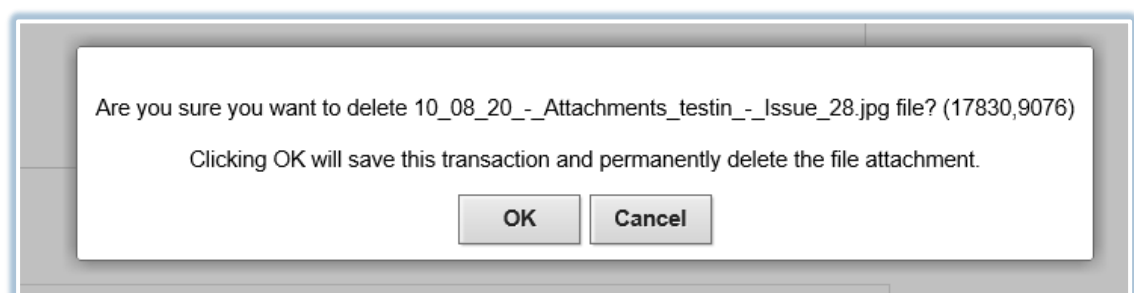 Are you sure you want to delete 10_08_20_-_Attachments_testin_-_Issue_28.jpg file? (17830,9076)
Clicking OK will save this transaction and permanently delete the file attachment.
OK Cancel